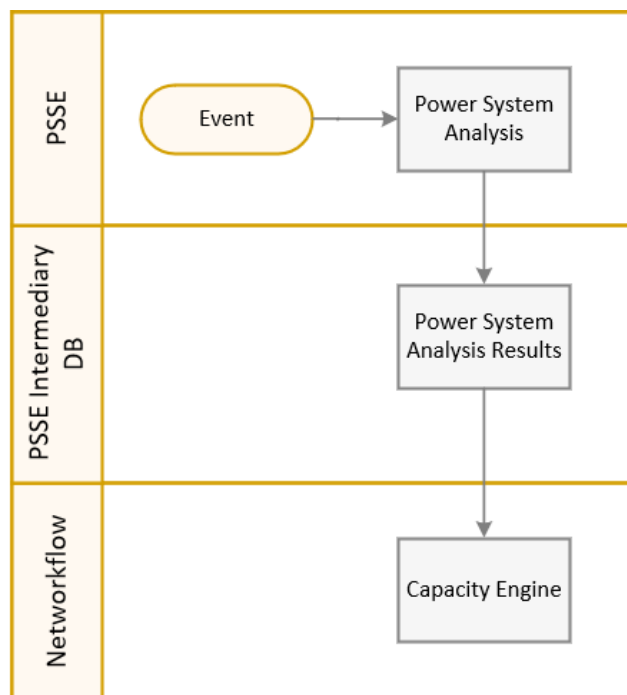 PSSE
Event
Power System
Analysis
PSSE Intermediary
DB
Power System
Analysis Results
Networkflow
Capacity Engine